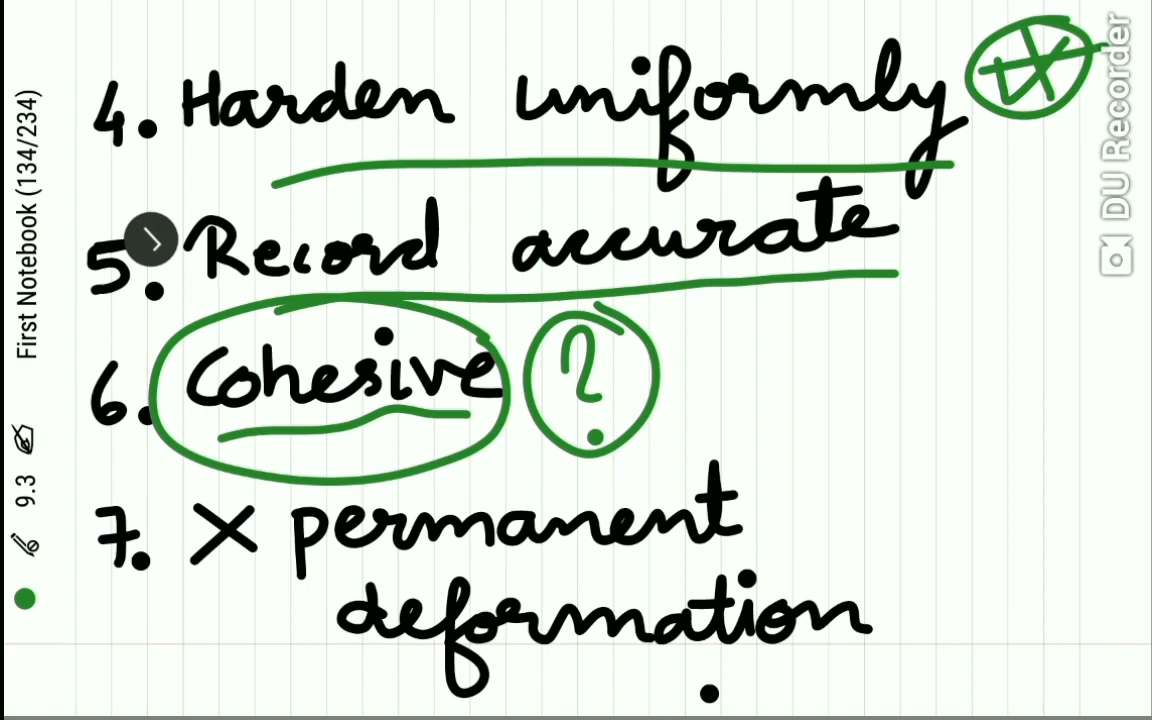 4. Harden uniformly
5. Record accurate
6. Cohesive ?
7. X permanent
deformation
First Notebook (134/234)
9.3
DU Recorder